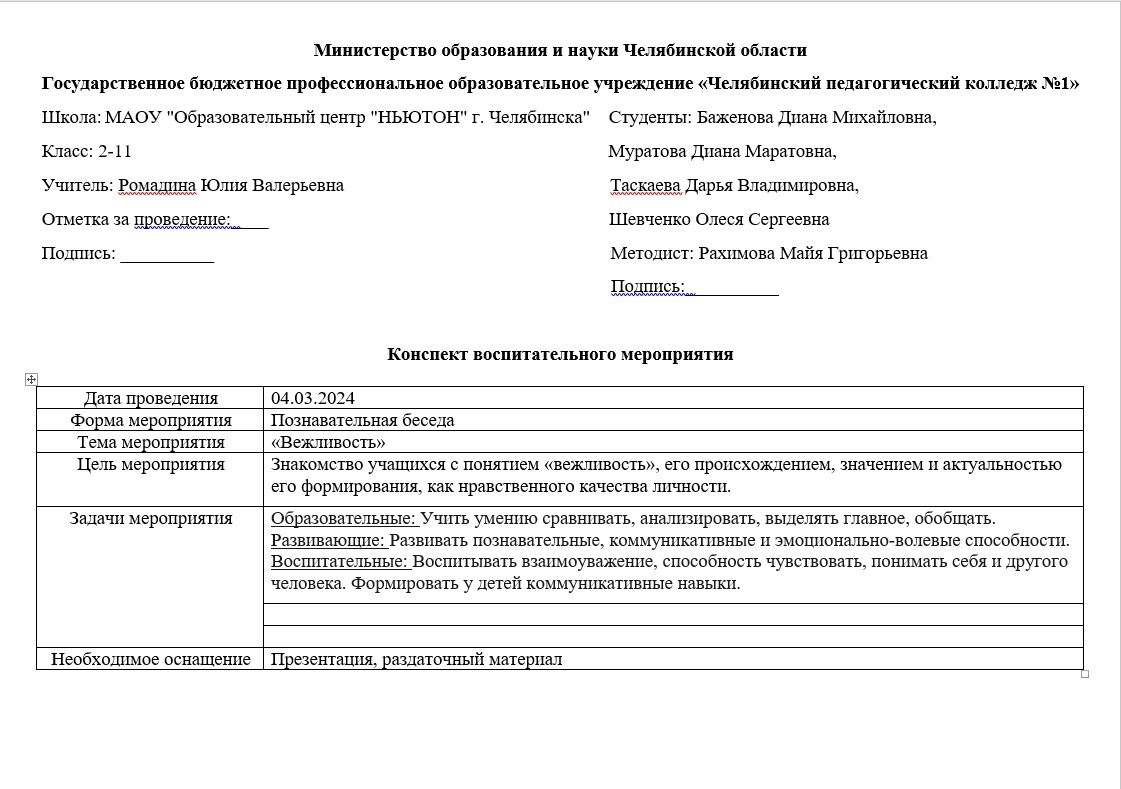 Министерство образования и науки Челябинской области
Государственное бюджетное профессиональное образовательное учреждение «Челябинский педагогический колледж №1»
Школа: МАОУ "Образовательный центр "НЬЮТОН" г. Челябинска" Студенты: Баженова Диана Михайловна,
Класс: 2-11 Муратова Диана Маратовна,
Учитель: Ромадина Юлия Валерьевна Таскаева Дарья Владимировна,
Отметка за проведение:____ Шевченко Олеся Сергеевна
Подпись: __________ Методист: Рахимова Майя Григорьевна
Подпись:__________
Конспект воспитательного мероприятия
Дата проведения 04.03.2024
Форма мероприятия Познавательная беседа
Тема мероприятия «Вежливость»
Цель мероприятия Знакомство учащихся с понятием «вежливость», его происхождением, значением и актуальностью
его формирования, как нравственного качества личности.
Задачи мероприятия Образовательные: Учить умению сравнивать, анализировать, выделять главное, обобщать.
Развивающие: Развивать познавательные, коммуникативные и эмоционально-волевые способности.
Воспитательные: Воспитывать взаимоуважение, способность чувствовать, понимать себя и другого
человека. Формировать у детей коммуникативные навыки.
Необходимое оснащение Презентация, раздаточный материал